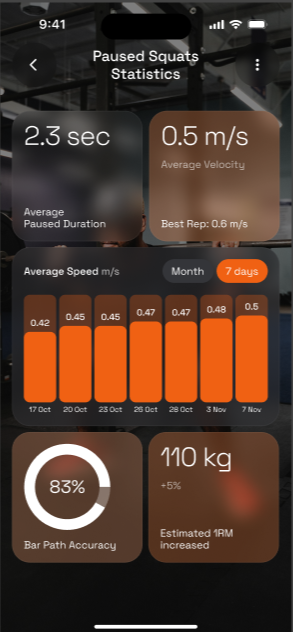 9:41
Paused Squats
Statistics
2.3 sec
Average
Paused Duration
0.5 m/s
Average Velocity
Best Rep: 0.6 m/s
Average Speed m/s
Month
7 days
0.42
0.45
0.45
0.47
0.47
0.48
0.5
17 Oct
20 Oct
23 Oct
26 Oct
28 Oct
3 Nov
7 Nov
83%
Bar Path Accuracy
110 kg
+5%
Estimated 1RM
increased